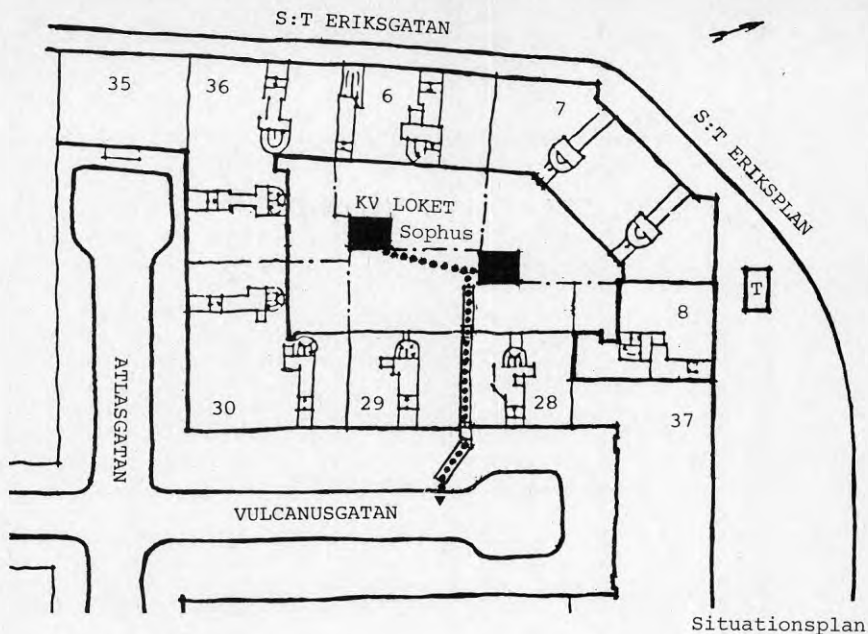 S:T ERIKSGATAN
35
36
6
7
S:T ERIKSPLAN
KV LOKET
Sophus
T
8
ATLASGATAN
30
29
28
37
VULCANUSGATAN
Situationsplan